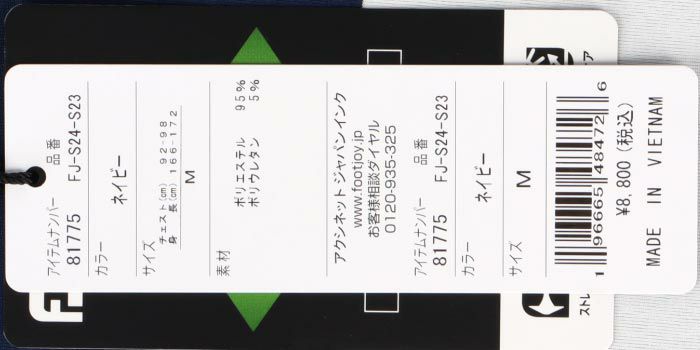 アイテムナンバー 品番
81775 FJ-S24-S23
カラー
ネイビー
サイズ
チェスト(cm) 92-98
身 長(cm) 166-172
M
素材
ポリエステル 95%
ポリウレタン 5%
アクシネットジャパンインク
www.footjoy.jp
お客様相談ダイヤル
0120-935-325
アイテムナンバー 品番
81775 FJ-S24-S23
カラー
ネイビー
サイズ
M
1 96665 48472 6
¥8,800(税込)
MADE IN VIETNAM
ストレ
ア